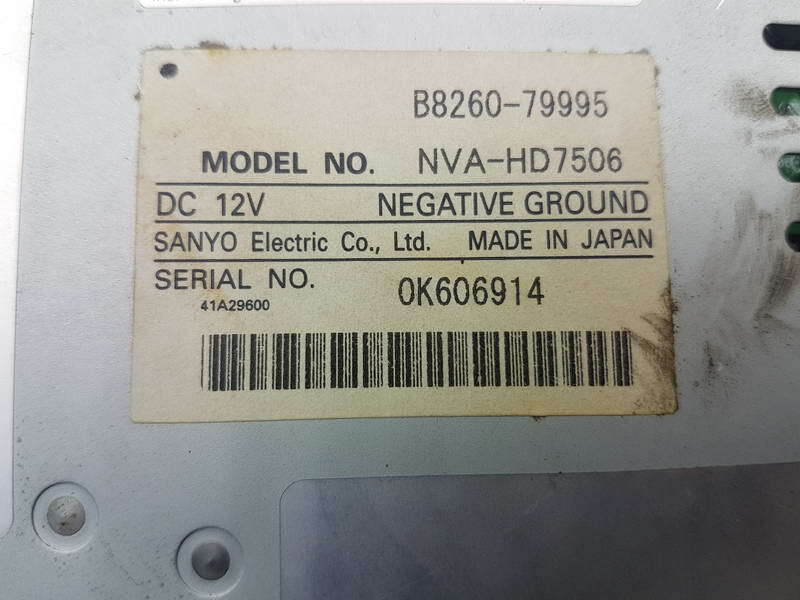 B8260-79995
MODEL NO. NVA-HD7506
DC 12V NEGATIVE GROUND
SANYO Electric Co., Ltd. MADE IN JAPAN
SERIAL NO. 0K606914
41A29600